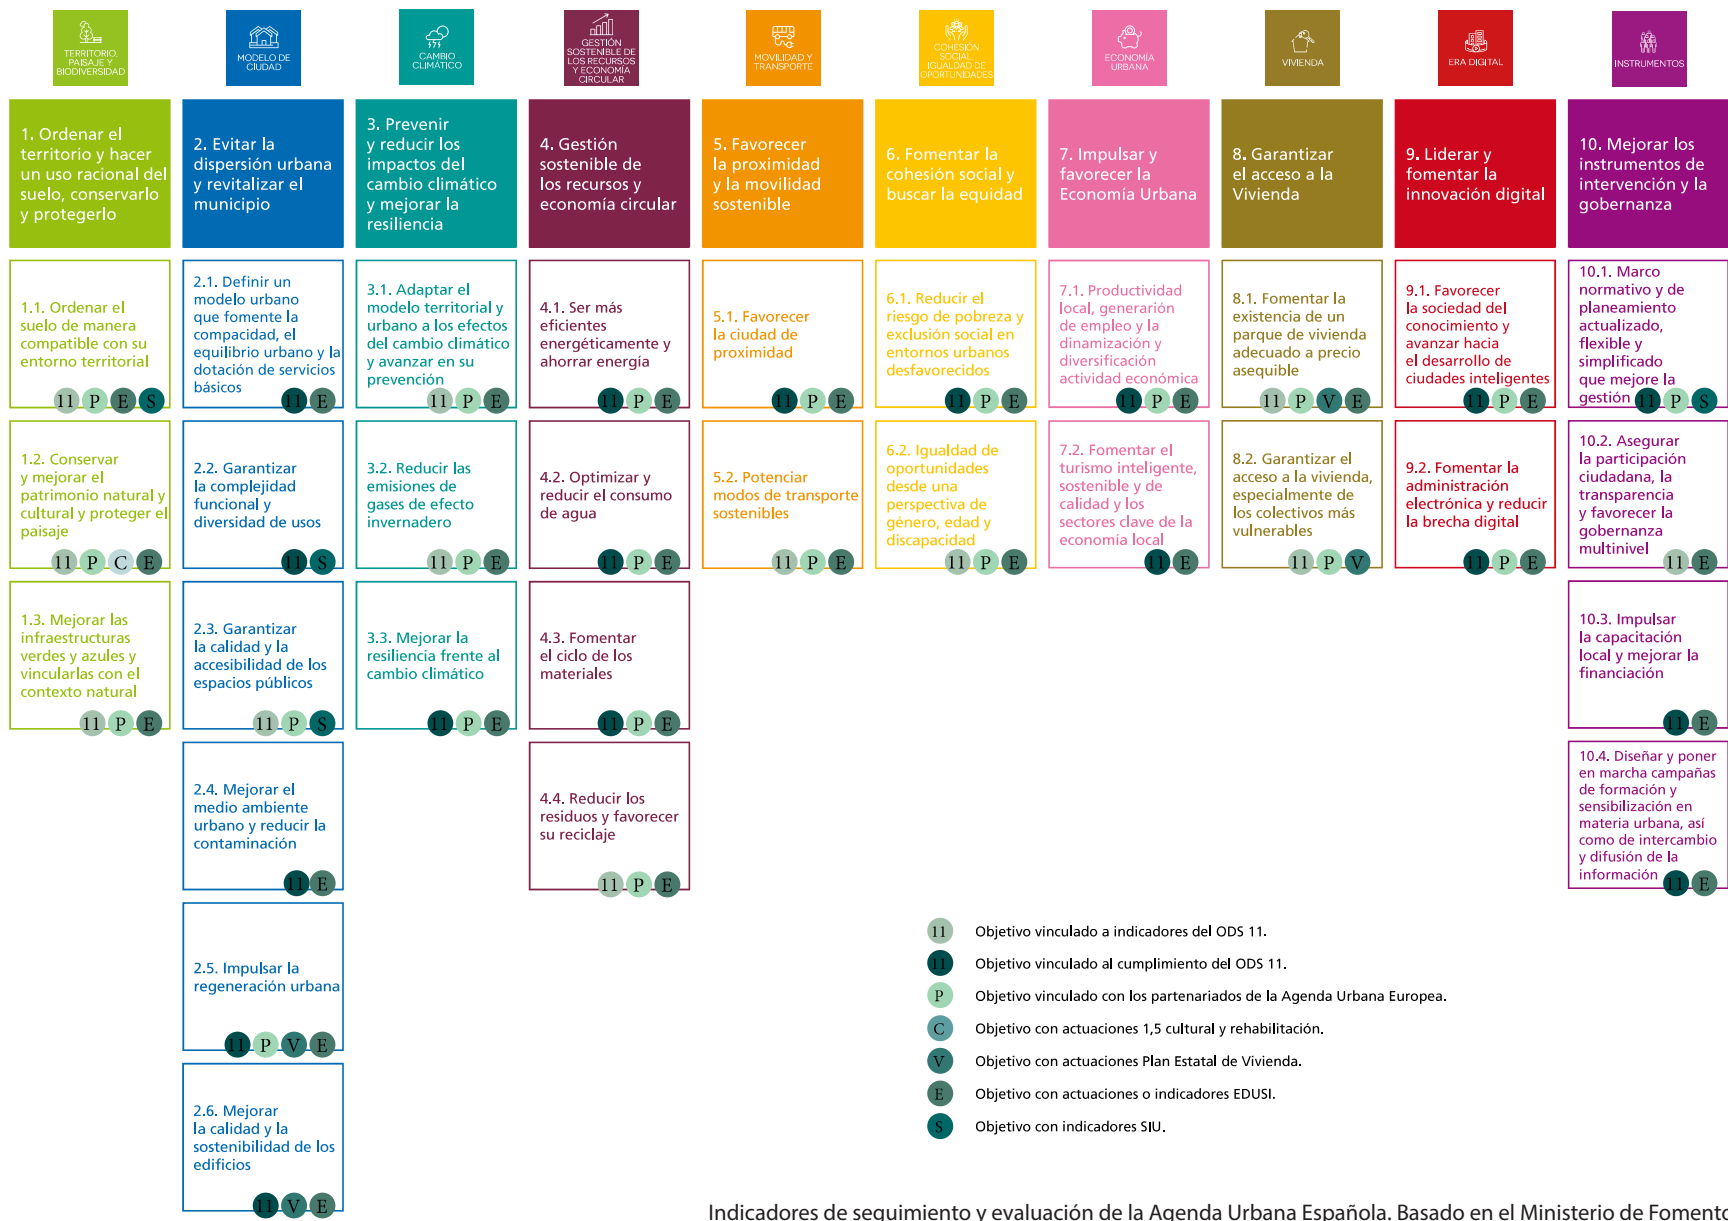 TERRITORIO,
PAISAJE Y
BIODIVERSIDAD
MODELO DE
CIUDAD
CAMBIO
CLIMÁTICO
GESTIÓN
SOSTENIBLE DE
LOS RECURSOS
Y ECONOMÍA
CIRCULAR
MOVILIDAD Y
TRANSPORTE
COHESIÓN
SOCIAL,
IGUALDAD DE
OPORTUNIDADES
ECONOMÍA
URBANA
VIVIENDA
ERA DIGITAL
INSTRUMENTOS
1. Ordenar el
territorio y hacer
un uso racional del
suelo, conservarlo
y protegerlo
2. Evitar la
dispersión urbana
y revitalizar el
municipio
3. Prevenir
y reducir los
impactos del
cambio climático
y mejorar la
resiliencia
4. Gestión
sostenible de
los recursos y
economía circular
5. Favorecer
la proximidad
y la movilidad
sostenible
6. Fomentar la
cohesión social y
buscar la equidad
7. Impulsar y
favorecer la
Economía Urbana
8. Garantizar
el acceso a la
Vivienda
9. Liderar y
fomentar la
innovación digital
10. Mejorar los
instrumentos de
intervención y la
gobernanza
1.1. Ordenar el
suelo de manera
compatible con su
entorno territorial
11 P E S
2.1. Definir un
modelo urbano
que fomente la
compacidad, el
equilibrio urbano y la
dotación de servicios
básicos
11 E
3.1. Adaptar el
modelo territorial y
urbano a los efectos
del cambio climático
y avanzar en su
prevención
11 P E
4.1. Ser más
eficientes
energéticamente y
ahorrar energía
11 P E
5.1. Favorecer
la ciudad de
proximidad
11 P E
6.1. Reducir el
riesgo de pobreza y
exclusión social en
entornos urbanos
desfavorecidos
11 P E
7.1. Productividad
local, generarión
de empleo y la
dinamización y
diversificación
actividad económica
11 P E
8.1. Fomentar la
existencia de un
parque de vivienda
adecuado a precio
asequible
11 P V E
9.1. Favorecer
la sociedad del
conocimiento y
avanzar hacia
el desarrollo de
ciudades inteligentes
11 P E
10.1. Marco
normativo y de
planeamiento
actualizado,
flexible y
simplificado
que mejore la
gestión
11 P S
1.2. Conservar
y mejorar el
patrimonio natural y
cultural y proteger el
paisaje
11 P C E
2.2. Garantizar
la complejidad
funcional y
diversidad de usos
11 S
3.2. Reducir las
emisiones de
gases de efecto
invernadero
11 P E
4.2. Optimizar y
reducir el consumo
de agua
11 P E
5.2. Potenciar
modos de transporte
sostenibles
11 P E
6.2. Igualdad de
oportunidades
desde una
perspectiva de
género, edad y
discapacidad
11 P E
7.2. Fomentar el
turismo inteligente,
sostenible y de
calidad y los
sectores clave de la
economía local
11 E
8.2. Garantizar el
acceso a la vivienda,
especialmente de
los colectivos más
vulnerables
11 P V
9.2. Fomentar la
administración
electrónica y reducir
la brecha digital
11 P E
10.2. Asegurar
la participación
ciudadana, la
transparencia
y favorecer la
gobernanza
multinivel
11 E
1.3. Mejorar las
infraestructuras
verdes y azules y
vincularlas con el
contexto natural
11 P E
2.3. Garantizar
la calidad y la
accesibilidad de los
espacios públicos
11 P S
3.3. Mejorar la
resiliencia frente al
cambio climático
11 P E
4.3. Fomentar
el ciclo de los
materiales
11 P E
10.3. Impulsar
la capacitación
local y mejorar la
financiación
11 E
2.4. Mejorar el
medio ambiente
urbano y reducir la
contaminación
11 E
4.4. Reducir los
residuos y favorecer
su reciclaje
11 P E
10.4. Diseñar y poner
en marcha campañas
de formación y
sensibilización en
materia urbana, así
como de intercambio
y difusión de la
información
11 E
2.5. Impulsar la
regeneración urbana
11 P V E
2.6. Mejorar
la calidad y la
sostenibilidad de los
edificios
11 V E
11 Objetivo vinculado a indicadores del ODS 11.
11 Objetivo vinculado al cumplimiento del ODS 11.
P Objetivo vinculado con los partenariados de la Agenda Urbana Europea.
C Objetivo con actuaciones 1,5 cultural y rehabilitación.
V Objetivo con actuaciones Plan Estatal de Vivienda.
E Objetivo con actuaciones o indicadores EDUSI.
S Objetivo con indicadores SIU.
Indicadores de seguimiento y evaluación de la Agenda Urbana Española. Basado en el Ministerio de Fomento